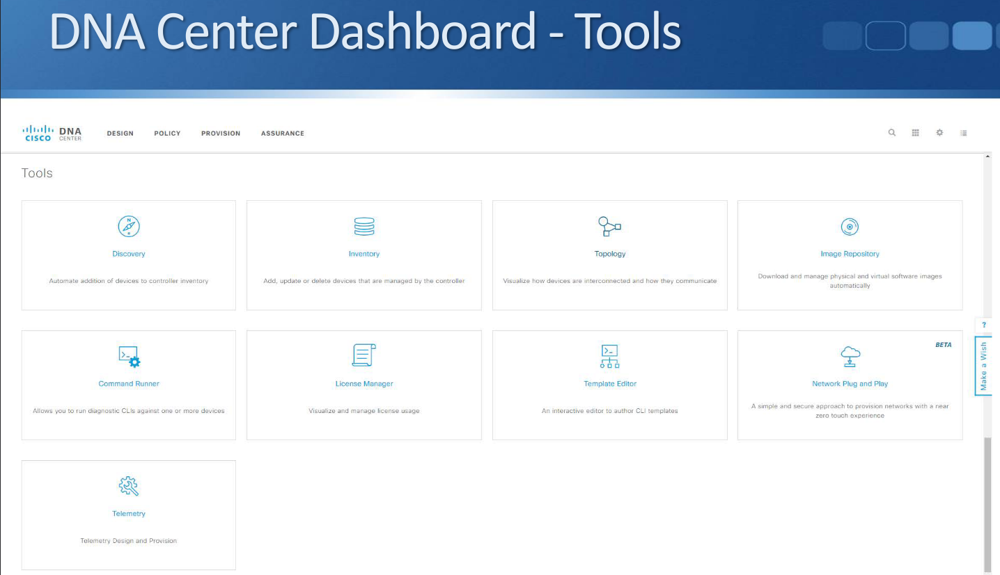 DNA Center Dashboard - Tools
CISCO DNA CENTER
DESIGN POLICY PROVISION ASSURANCE
Tools
N
Discovery
Automate addition of devices to controller inventory
Inventory
Add, update or delete devices that are managed by the controller
Topology
Visualize how devices are interconnected and how they communicate
Image Repository
Download and manage physical and virtual software images
automatically
Command Runner
Allows you to run diagnostic CLIs against one or more devices
License Manager
Visualize and manage license usage
Template Editor
An interactive editor to author CLI templates
BETA
Network Plug and Play
A simple and secure approach to provision networks with a near
zero touch experience
?
Make a Wish
Telemetry
Telemetry Design and Provision